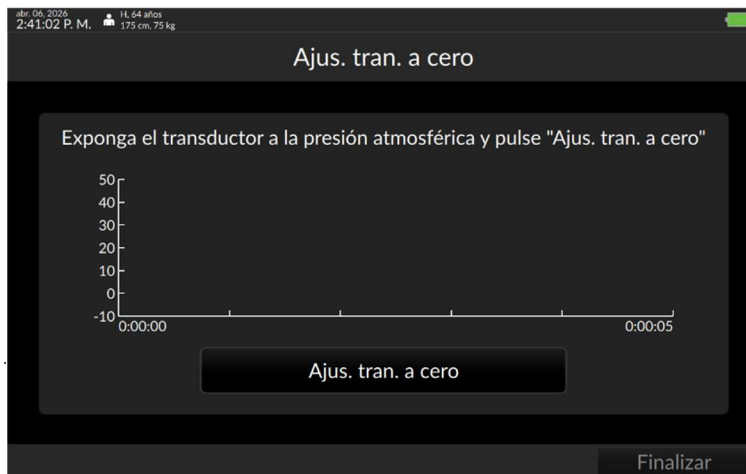 abr. 06, 2026
2:41:02 P. M.
H, 64 años
175 cm, 75 kg
Ajus. tran. a cero
Exponga el transductor a la presión atmosférica y pulse "Ajus. tran. a cero"
50
40
30
20
10
0
-10
0:00:00 0:00:05
Ajus. tran. a cero
Finalizar